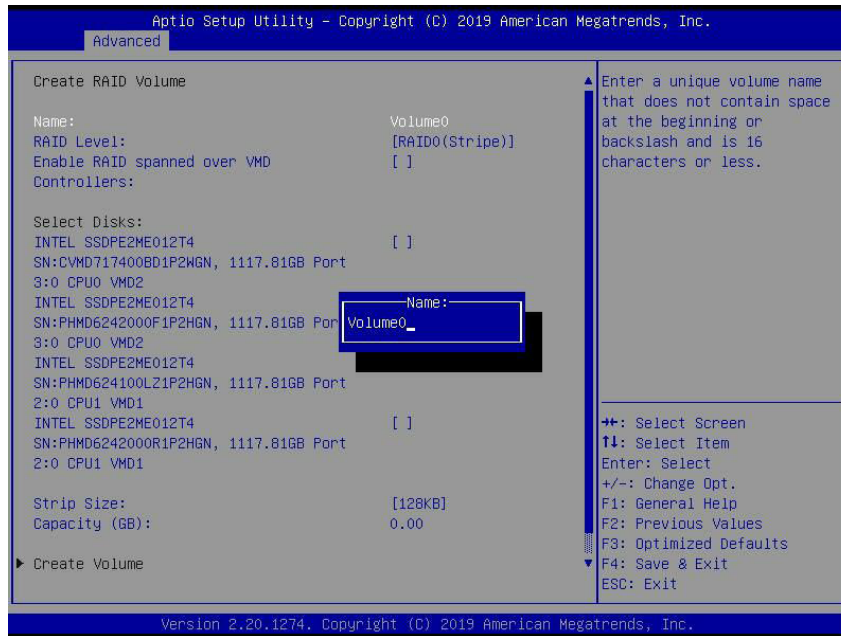 Aptio Setup Utility – Copyright (C) 2019 American Megatrends, Inc.
Advanced
Create RAID Volume
Name: Volume0
RAID Level: [RAID0(Stripe)]
Enable RAID spanned over VMD [ ]
Controllers:
Select Disks:
INTEL SSDPE2ME012T4 [ ]
SN:CVMD717400BD1P2WGN, 1117.81GB Port
3:0 CPU0 VMD2
INTEL SSDPE2ME012T4
SN:PHMD6242000F1P2HGN, 1117.81GB Por
3:0 CPU0 VMD2
INTEL SSDPE2ME012T4
SN:PHMD624100LZ1P2HGN, 1117.81GB Port
2:0 CPU1 VMD1
INTEL SSDPE2ME012T4 [ ]
SN:PHMD6242000R1P2HGN, 1117.81GB Port
2:0 CPU1 VMD1
Strip Size: [128KB]
Capacity (GB): 0.00
Create Volume
Name:
Volume0_
Enter a unique volume name
that does not contain space
at the beginning or
backslash and is 16
characters or less.
→←: Select Screen
↑↓: Select Item
Enter: Select
+/-: Change Opt.
F1: General Help
F2: Previous Values
F3: Optimized Defaults
F4: Save & Exit
ESC: Exit
Version 2.20.1274. Copyright (C) 2019 American Megatrends, Inc.